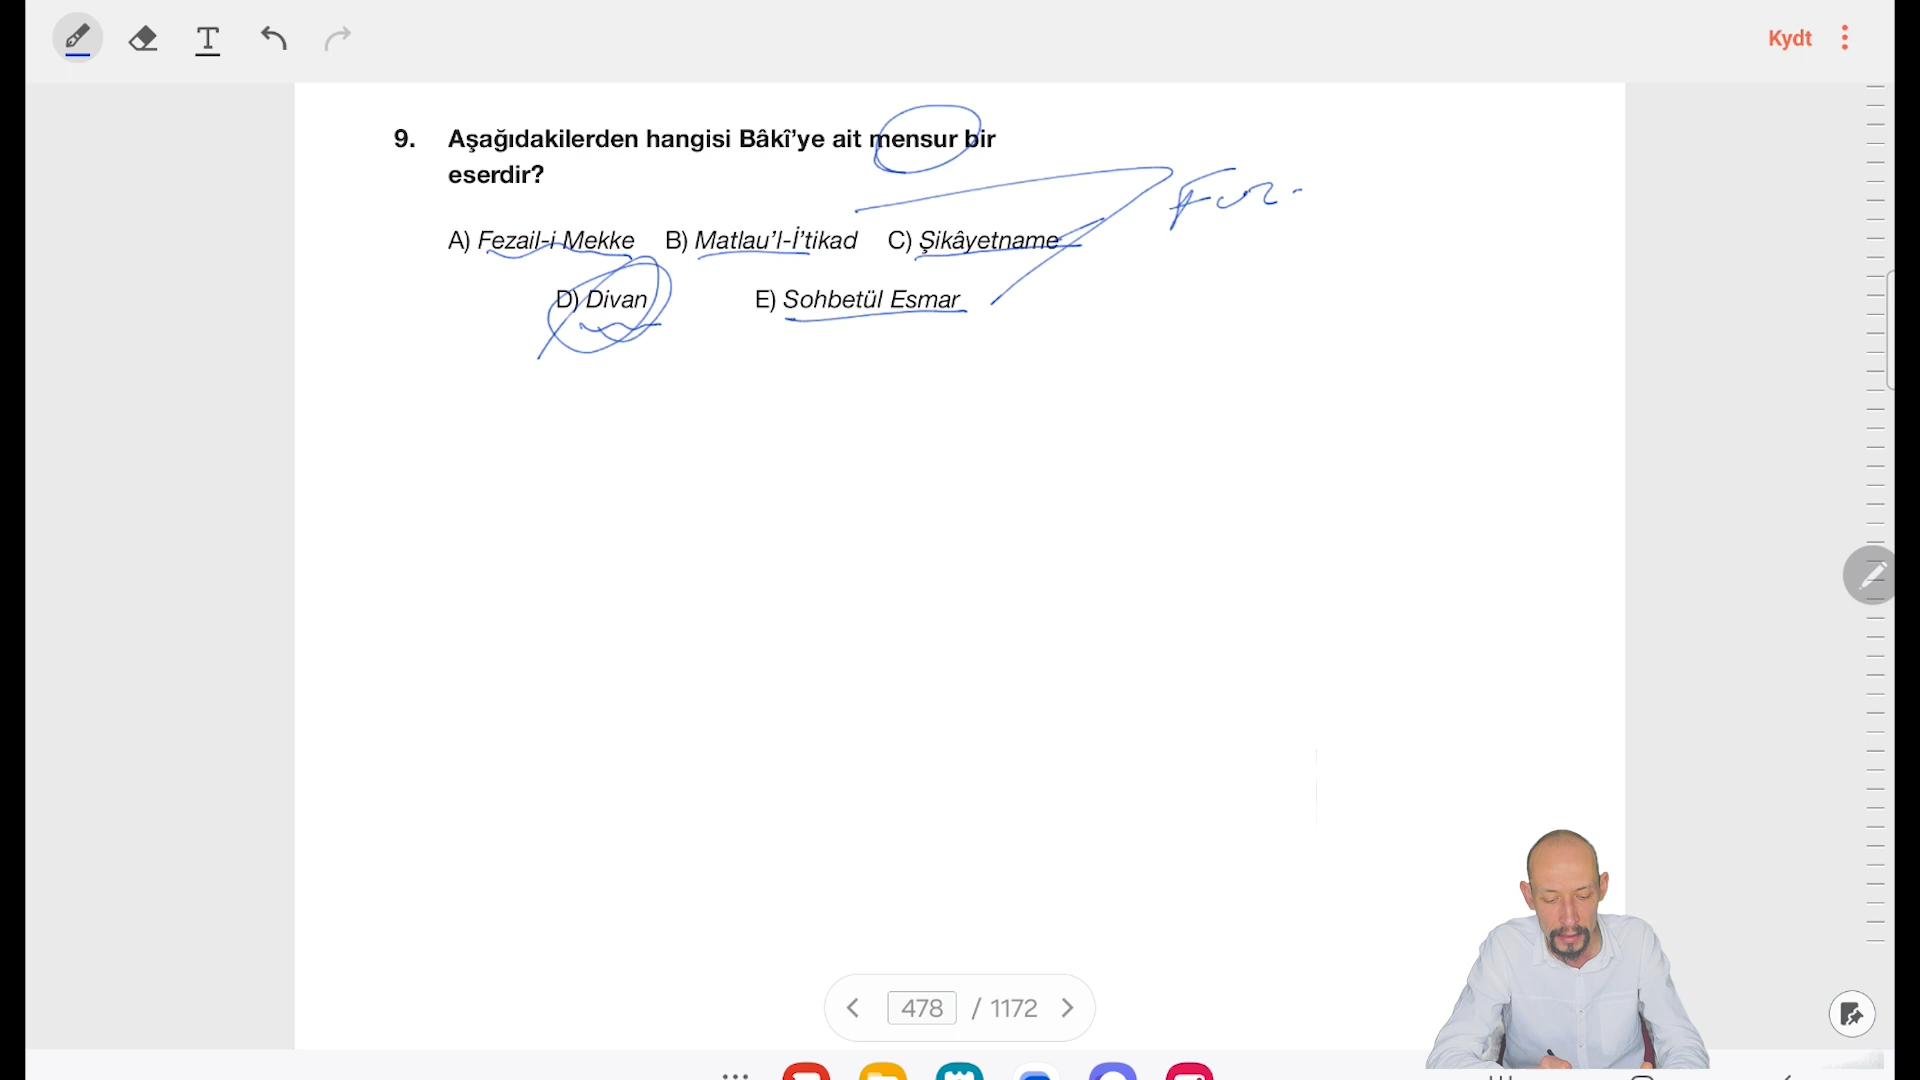 Kydt
9. Aşağıdakilerden hangisi Bâkî’ye ait mensur bir
eserdir?
A) Fezail-i Mekke B) Matlau’l-İ’tikad C) Şikâyetname
D) Divan E) Sohbetül Esmar
478 / 1172